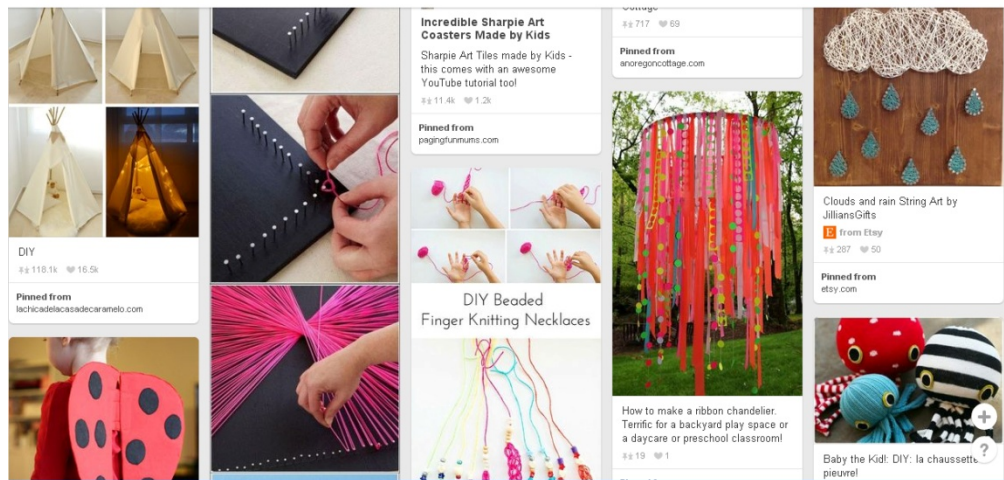 DIY
118.1k 16.5k
Pinned from
lachicadelacasadecaramelo.com
Incredible Sharpie Art
Coasters Made by Kids
Sharpie Art Tiles made by Kids -
this comes with an awesome
YouTube tutorial too!
11.4k 1.2k
Pinned from
pagingfunmums.com
DIY Beaded
Finger Knitting Necklaces
Cottage
717 69
Pinned from
anoregoncottage.com
How to make a ribbon chandelier.
Terrific for a backyard play space or
a daycare or preschool classroom!
19 1
Clouds and rain String Art by
JilliansGifts
E from Etsy
287 50
Pinned from
etsy.com
Baby the Kid!: DIY: la chaussette
pieuvre!
+
?